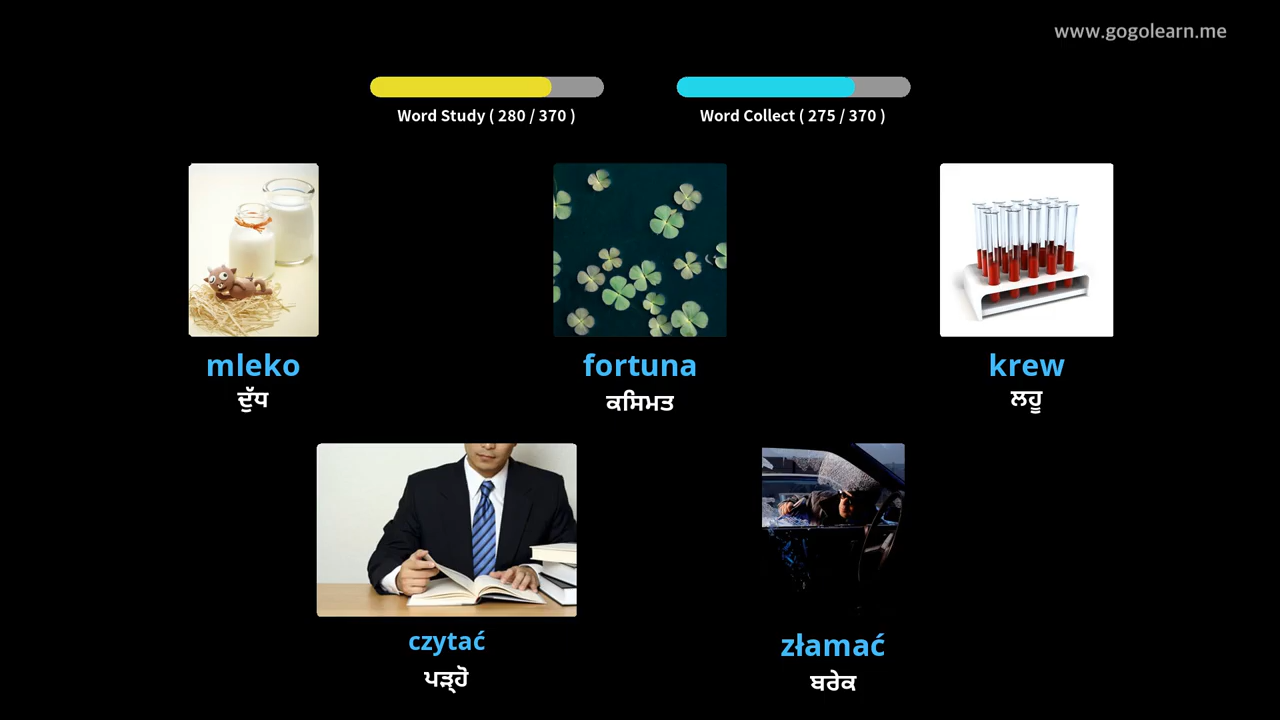 www.gogolearn.me
Word Study ( 280 / 370 )
Word Collect ( 275 / 370 )
mleko
ਦੁੱਧ
fortuna
ਕਿਸਮਤ
krew
ਲਹੂ
czytać
ਪੜ੍ਹੋ
złamać
ਬਰੇਕ